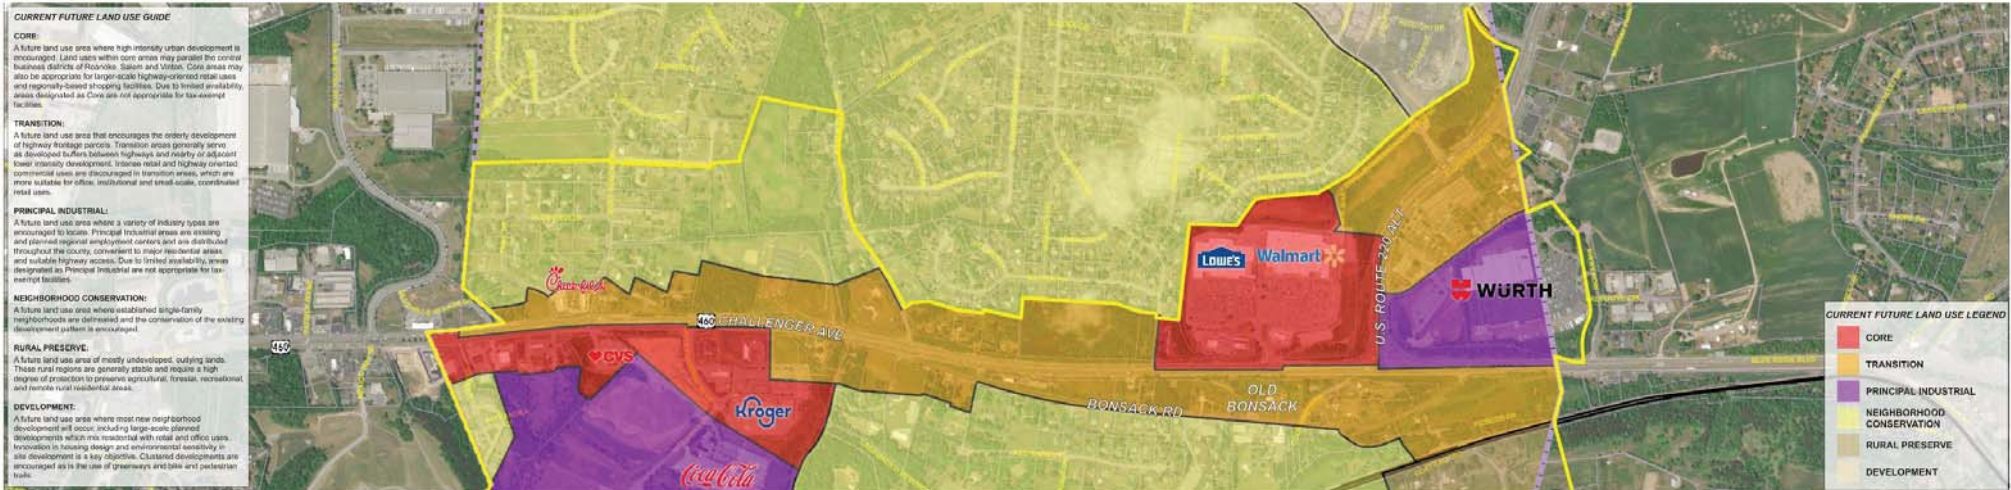 CURRENT FUTURE LAND USE GUIDE
CORE:
A future land use area where high intensity urban development is
encouraged. Land uses within core areas may parallel the central
business districts of Roanoke, Salem and Vinton. Core areas may
also be appropriate for larger-scale highway-oriented retail uses
and regionally-based shopping facilities. Due to limited availability,
areas designated as Core are not appropriate for tax-exempt
facilities.
TRANSITION:
A future land use area that encourages the orderly development
of highway frontage parcels. Transition areas generally serve
as developed buffers between highways and nearby or adjacent
lower intensity development. Intense retail and highway oriented
commercial uses are discouraged in transition areas, which are
more suitable for office, institutional and small-scale, coordinated
retail uses.
PRINCIPAL INDUSTRIAL:
A future land use area where a variety of industry types are
encouraged to locate. Principal Industrial areas are existing
and planned regional employment centers and are distributed
throughout the county, convenient to major residential areas
and suitable highway access. Due to limited availability, areas
designated as Principal Industrial are not appropriate for tax-
exempt facilities.
NEIGHBORHOOD CONSERVATION:
A future land use area where established single-family
neighborhoods are delineated and the conservation of the existing
development pattern is encouraged.
RURAL PRESERVE:
A future land use area of mostly undeveloped, outlying lands.
These rural regions are generally stable and require a high
degree of protection to preserve agricultural, forestal, recreational,
and remote rural residential areas.
DEVELOPMENT:
A future land use area where most new neighborhood
development will occur, including large-scale planned
developments which mix residential with retail and office uses.
Innovation in housing design and environmental sensitivity in
site development is a key objective. Clustered developments are
encouraged as is the use of greenways and bike and pedestrian
trails.
Chick-fil-A
460
460 CHALLENGER AVE
CVS
Kroger
Coca-Cola
LOWE'S
Walmart
U.S. ROUTE 220 ALT
WÜRTH
OLD
BONSACK
BONSACK RD
BLUE RIDGE BLVD
CURRENT FUTURE LAND USE LEGEND
CORE
TRANSITION
PRINCIPAL INDUSTRIAL
NEIGHBORHOOD
CONSERVATION
RURAL PRESERVE
DEVELOPMENT